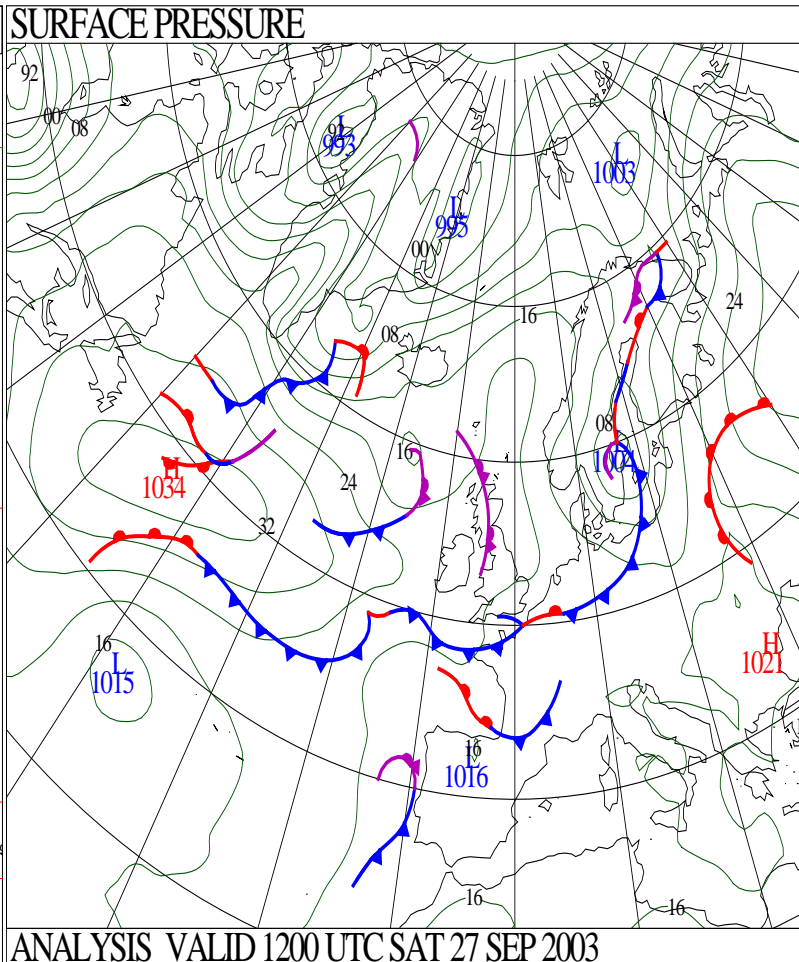 SURFACE PRESSURE
92
00
08
L
993
L
1003
L
995
00
24
16
08
08
L
1004
16
H
1034
24
32
16
L
1015
H
1021
16
L
1016
16
16
ANALYSIS VALID 1200 UTC SAT 27 SEP 2003